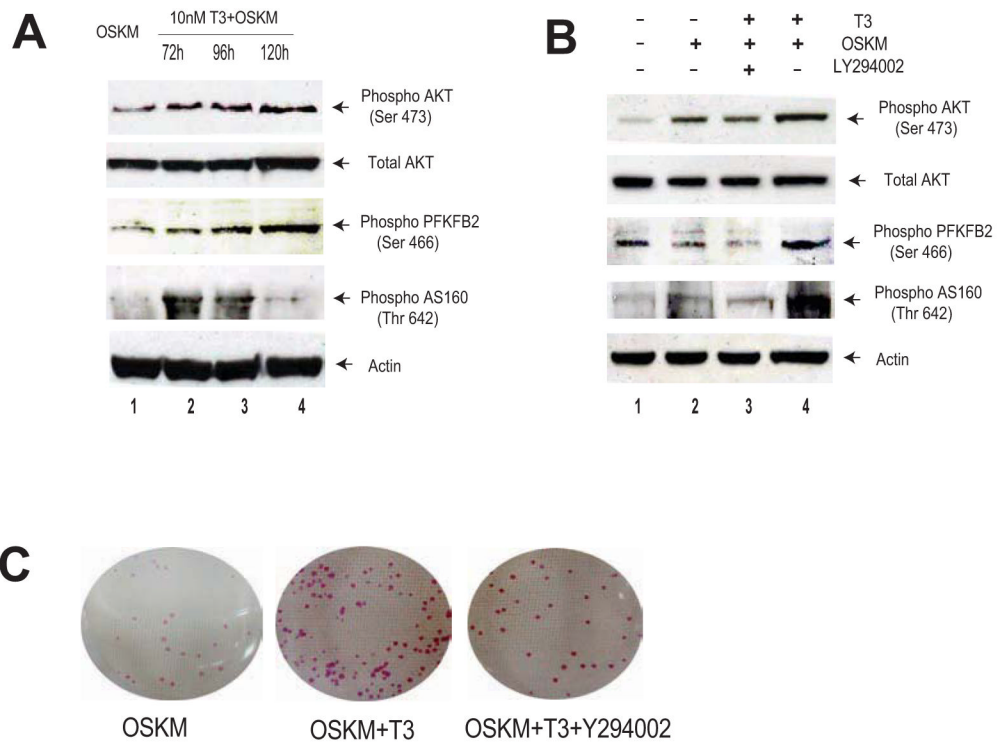 A
OSKM
10nM T3+OSKM
72h 96h 120h
Phospho AKT
(Ser 473)
Total AKT
Phospho PFKFB2
(Ser 466)
Phospho AS160
(Thr 642)
Actin
1 2 3 4
B
– – + + T3
– + + + OSKM
– – + – LY294002
Phospho AKT
(Ser 473)
Total AKT
Phospho PFKFB2
(Ser 466)
Phospho AS160
(Thr 642)
Actin
1 2 3 4
C
OSKM
OSKM+T3
OSKM+T3+Y294002